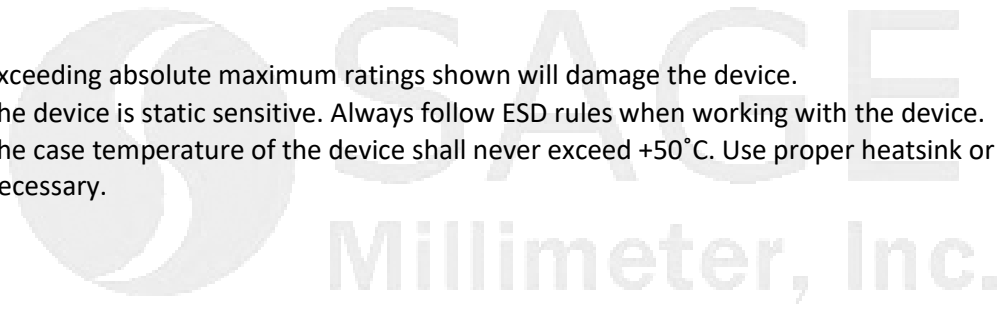 xceeding absolute maximum ratings shown will damage the device.
he device is static sensitive. Always follow ESD rules when working with the device.
he case temperature of the device shall never exceed +50˚C. Use proper heatsink or
ecessary.
SAGE
Millimeter, Inc.